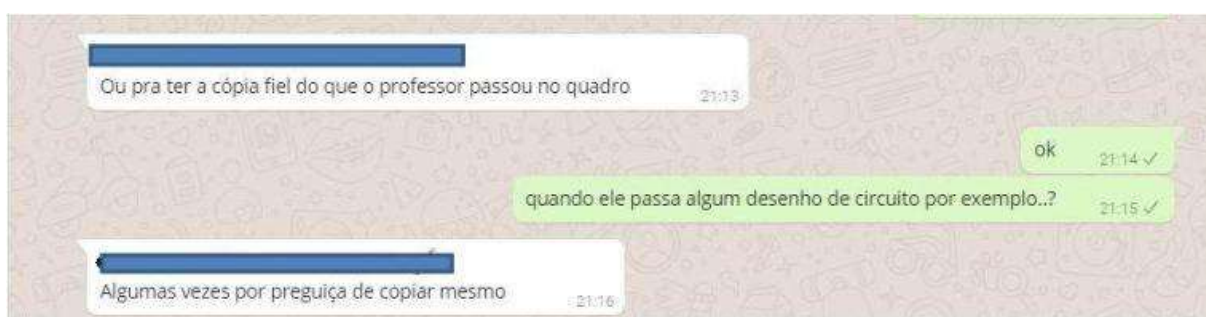 Ou pra ter a cópia fiel do que o professor passou no quadro
21:13
ok
21:14
quando ele passa algum desenho de circuito por exemplo..?
21:15
Algumas vezes por preguiça de copiar mesmo
21:16